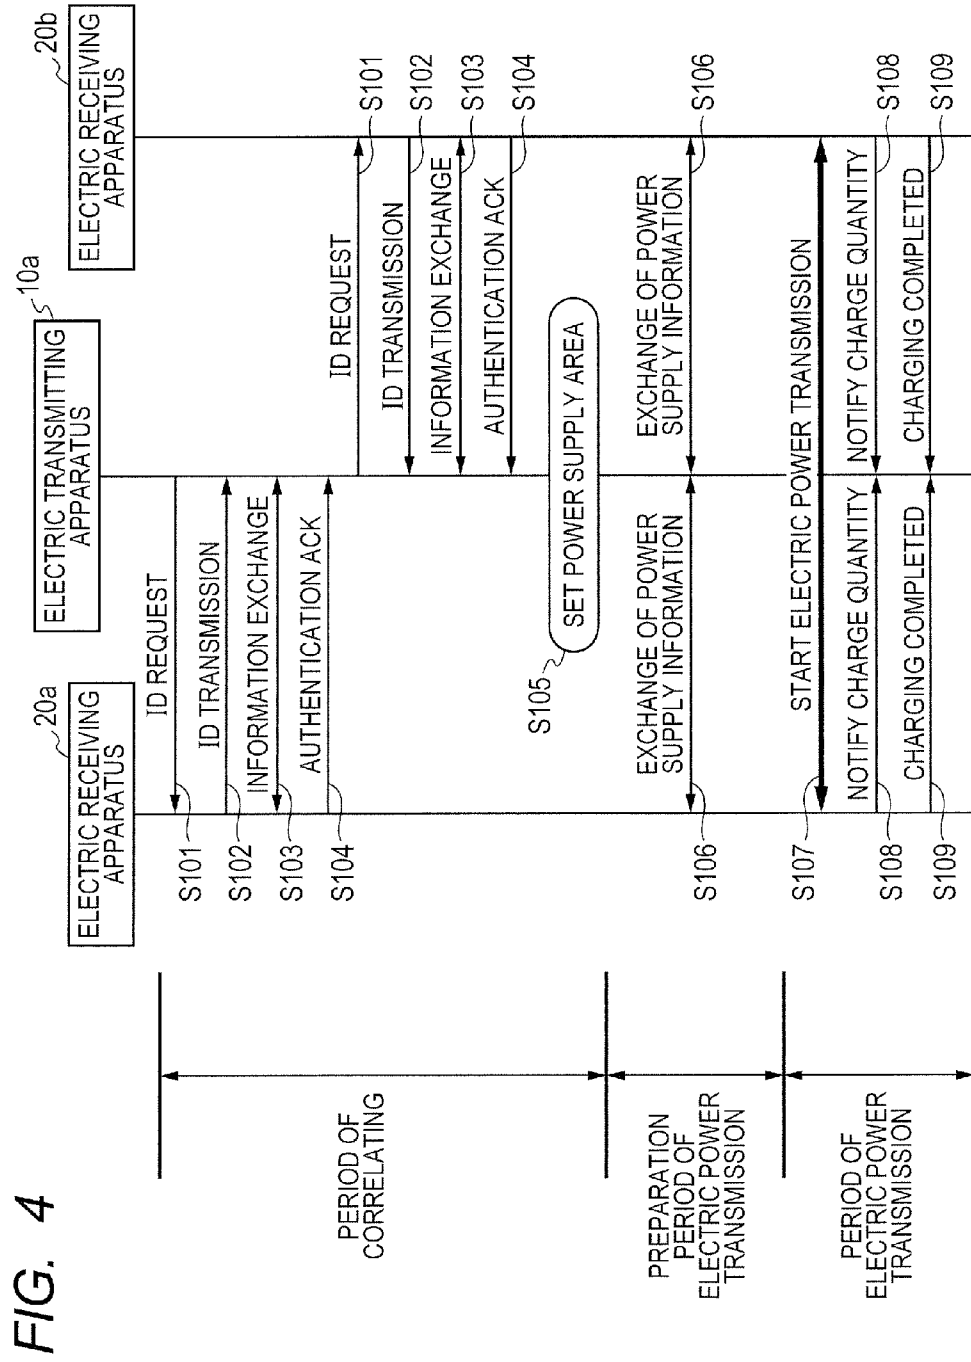 FIG. 4
ELECTRIC RECEIVING
APPARATUS
20a
ELECTRIC TRANSMITTING
APPARATUS
10a
ELECTRIC RECEIVING
APPARATUS
20b
PERIOD OF
CORRELATING
ID REQUEST
S101
ID TRANSMISSION
S102
INFORMATION EXCHANGE
S103
AUTHENTICATION ACK
S104
ID REQUEST
S101
ID TRANSMISSION
S102
INFORMATION EXCHANGE
S103
AUTHENTICATION ACK
S104
S105
SET POWER SUPPLY AREA
PREPARATION
PERIOD OF
ELECTRIC POWER
TRANSMISSION
EXCHANGE OF POWER
SUPPLY INFORMATION
S106
EXCHANGE OF POWER
SUPPLY INFORMATION
S106
PERIOD OF
ELECTRIC POWER
TRANSMISSION
START ELECTRIC POWER TRANSMISSION
S107
NOTIFY CHARGE QUANTITY
S108
NOTIFY CHARGE QUANTITY
S108
CHARGING COMPLETED
S109
CHARGING COMPLETED
S109